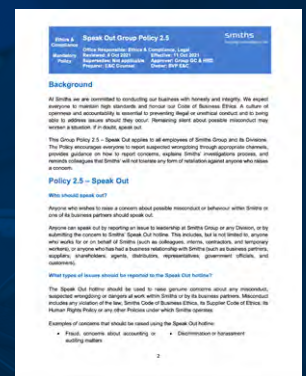 Ethics &
Compliance
Mandatory
Policy
Speak Out Group Policy 2.5
Office Responsible: Ethics & Compliance, Legal
Reviewed: 8 Oct 2021 Effective: 11 Oct 2021
Supersedes: Not applicable Approver: Group GC & HRD
Preparer: E&C Counsel Owner: SVP E&C
smiths
Background
At Smiths we are committed to conducting our business with honesty and integrity. We expect
everyone to maintain high standards and honour our Code of Business Ethics. A culture of
openness and accountability is essential to preventing illegal or unethical conduct and to being
able to address issues should they occur. Remaining silent about possible misconduct may
worsen a situation. If in doubt, speak out.
This Group Policy 2.5 – Speak Out applies to all employees of Smiths Group and its Divisions.
The Policy encourages everyone to report suspected wrongdoing through appropriate channels,
provides guidance on how to report concerns, explains Smiths' investigations process, and
reminds colleagues that Smiths' will not tolerate any form of retaliation against anyone who raises
a concern.
Policy 2.5 – Speak Out
Who should speak out?
Anyone who wishes to raise a concern about possible misconduct or behaviour within Smiths or
one of its business partners should speak out.
Anyone can speak out by reporting an issue to leadership at Smiths Group or any Division, or by
submitting the concern to Smiths' Speak Out hotline. This includes, but is not limited to, anyone
who works for or on behalf of Smiths (such as colleagues, interns, contractors, and temporary
workers), or anyone who has had a business relationship with Smiths (such as business partners,
suppliers, shareholders, agents, distributors, representatives, government officials, and
customers).
What types of issues should be reported to the Speak Out hotline?
The Speak Out hotline should be used to raise genuine concerns about any misconduct,
suspected wrongdoing or dangers at work within Smiths or by its business partners. Misconduct
includes any violation of the law, Smiths Code of Business Ethics, its Supplier Code of Ethics, its
Human Rights Policy or any other Policies under which Smiths operates.
Examples of concerns that should be raised using the Speak Out hotline:
• Fraud, concerns about accounting or
auditing matters
• Discrimination or harassment
2